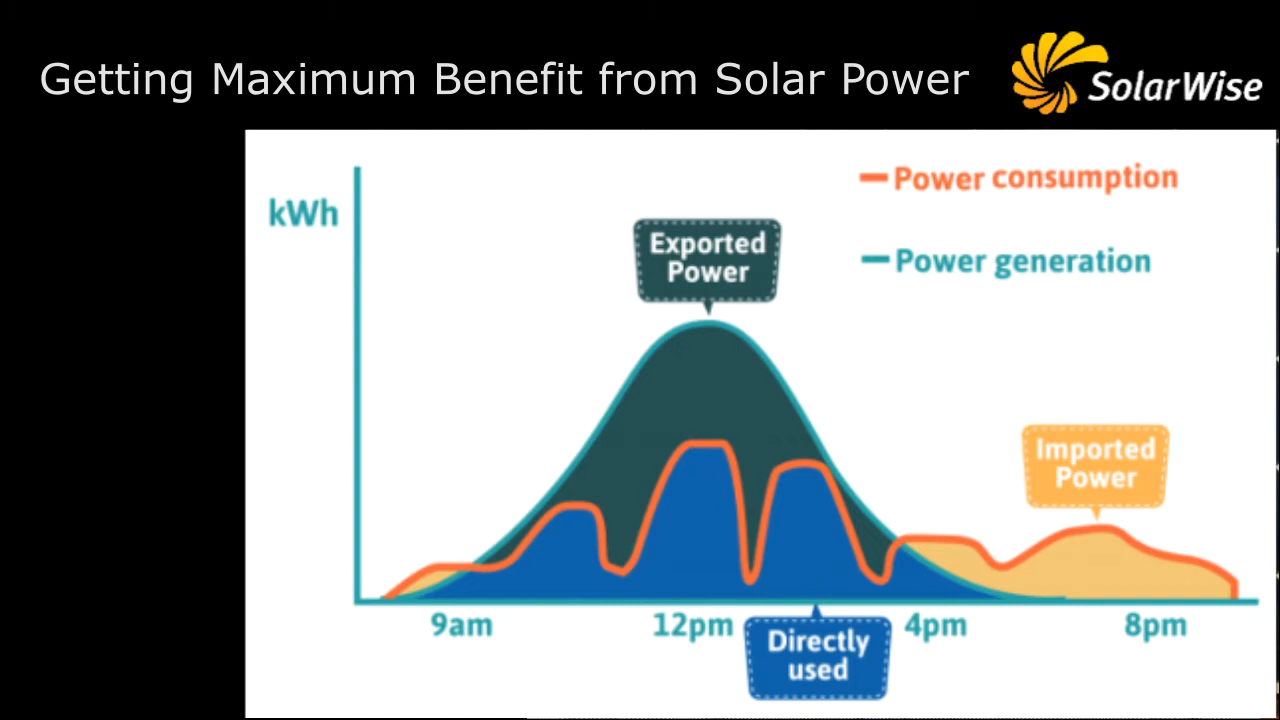 Getting Maximum Benefit from Solar Power
SolarWise
kWh
Power consumption
Power generation
Exported
Power
Imported
Power
9am
12pm
4pm
8pm
Directly
used